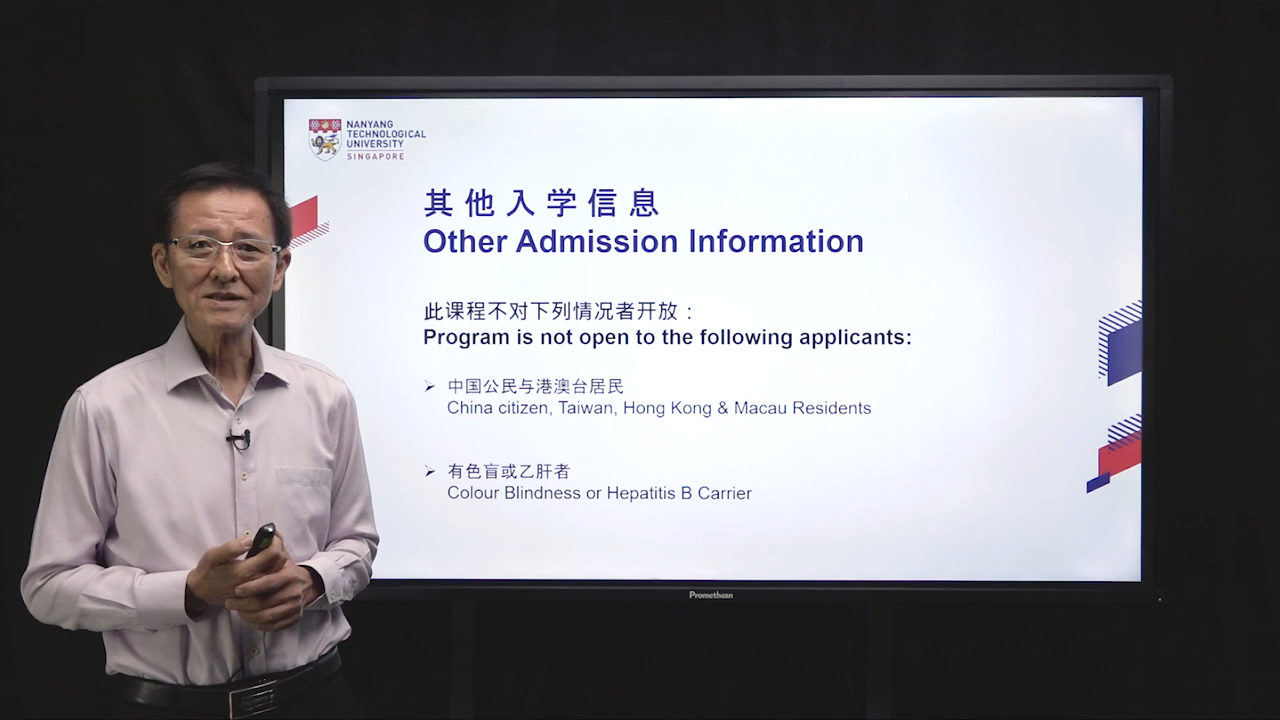 NANYANG
TECHNOLOGICAL
UNIVERSITY
SINGAPORE
其他入学信息
Other Admission Information
此课程不对下列情况者开放：
Program is not open to the following applicants:
中国公民与港澳台居民
China citizen, Taiwan, Hong Kong & Macau Residents
有色盲或乙肝者
Colour Blindness or Hepatitis B Carrier
Promethean